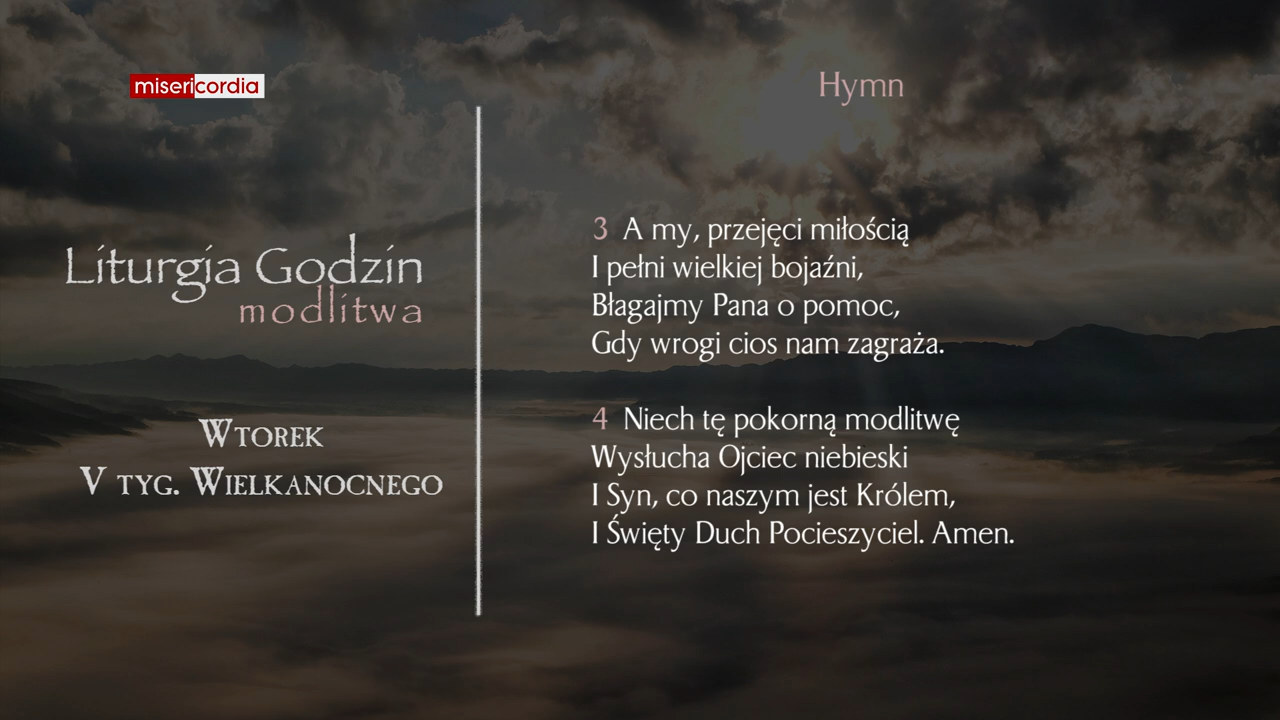 misericordia
Liturgia Godzin
modlitwa
Wtorek
V tyg. Wielkanocnego
Hymn
3 A my, przejęci miłością
I pełni wielkiej bojaźni,
Błagajmy Pana o pomoc,
Gdy wrogi cios nam zagraża.
4 Niech tę pokorną modlitwę
Wysłucha Ojciec niebieski
I Syn, co naszym jest Królem,
I Święty Duch Pocieszyciel. Amen.